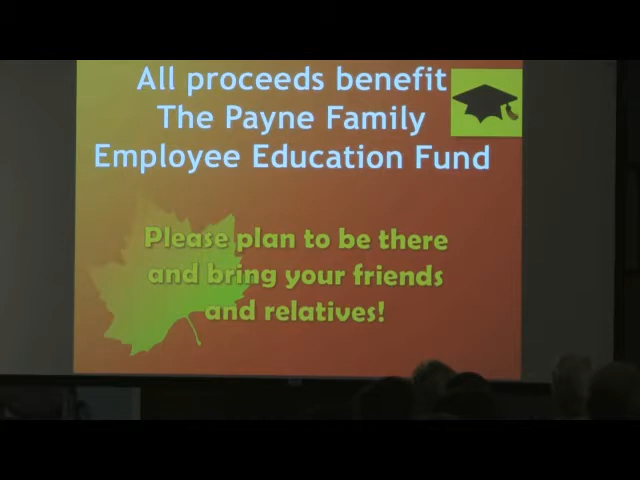 All proceeds benefit
The Payne Family
Employee Education Fund
Please plan to be there
and bring your friends
and relatives!